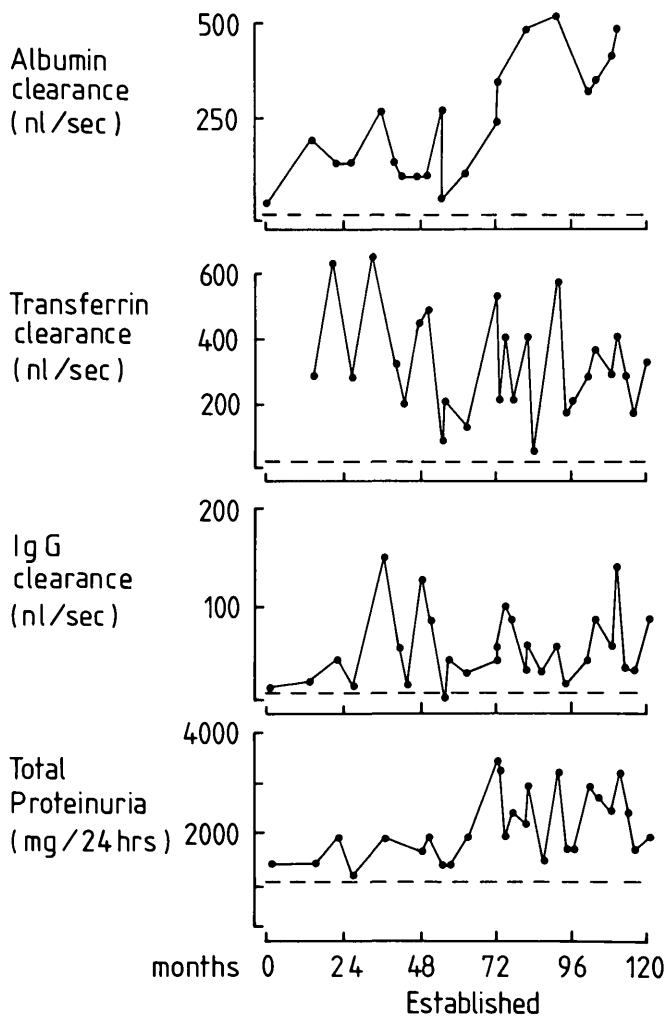 Albumin
clearance
(nl/sec)
500
250
Transferrin
clearance
(nl/sec)
600
400
200
IgG
clearance
(nl/sec)
200
100
Total
Proteinuria
(mg/24hrs)
4000
2000
months 0 24 48 72 96 120
Established